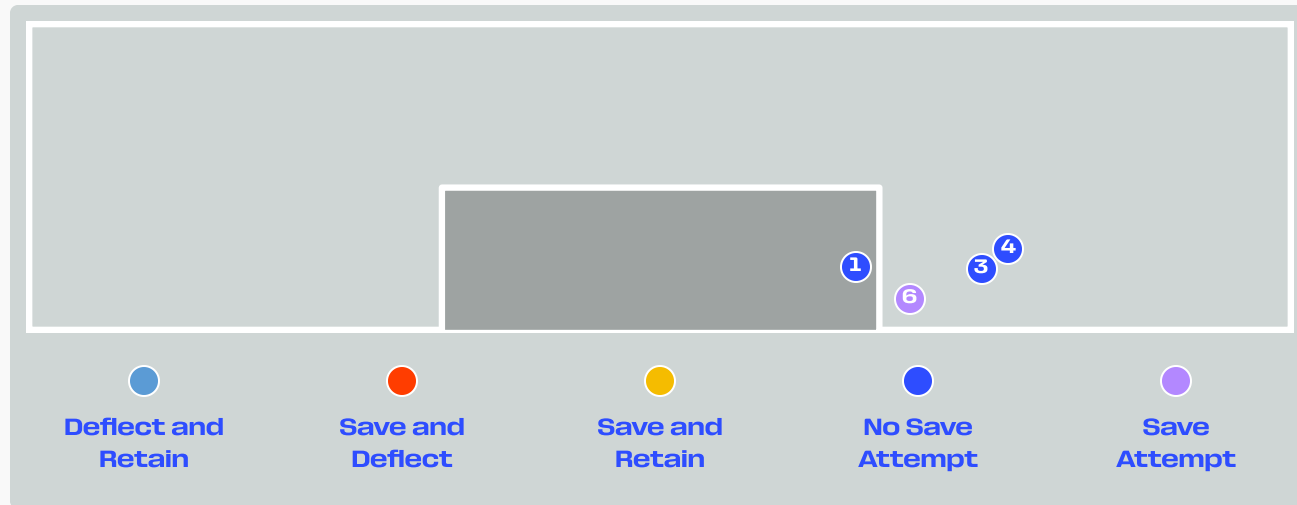 4
1
3
6
Deflect and
Retain
Save and
Deflect
Save and
Retain
No Save
Attempt
Save
Attempt